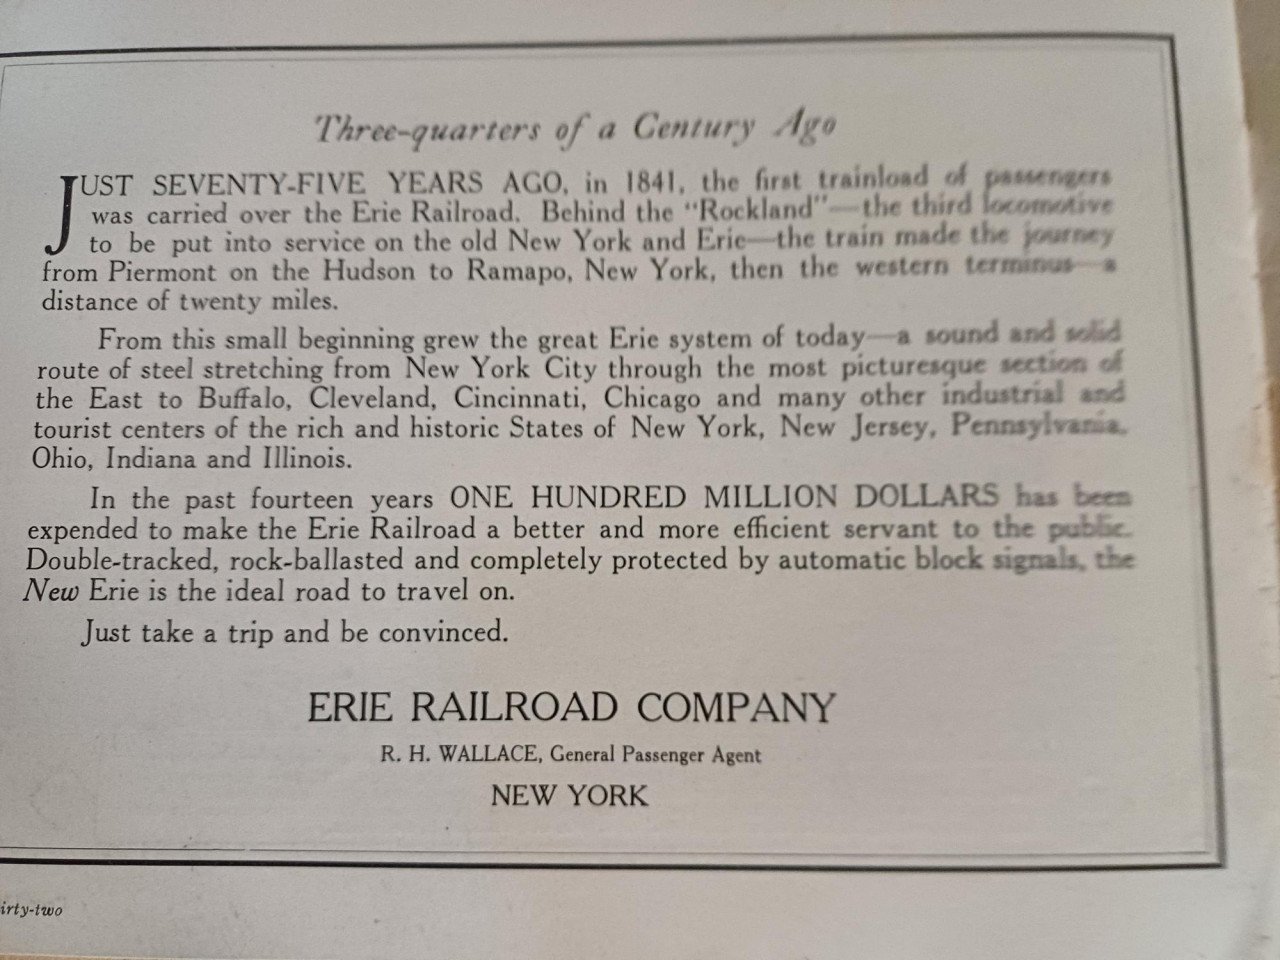 Three-quarters of a Century Ago
JUST SEVENTY-FIVE YEARS AGO, in 1841, the first trainload of passengers
was carried over the Erie Railroad. Behind the "Rockland"—the third locomotive
to be put into service on the old New York and Erie—the train made the journey
from Piermont on the Hudson to Ramapo, New York, then the western terminus—a
distance of twenty miles.
From this small beginning grew the great Erie system of today—a sound and solid
route of steel stretching from New York City through the most picturesque section of
the East to Buffalo, Cleveland, Cincinnati, Chicago and many other industrial and
tourist centers of the rich and historic States of New York, New Jersey, Pennsylvania,
Ohio, Indiana and Illinois.
In the past fourteen years ONE HUNDRED MILLION DOLLARS has been
expended to make the Erie Railroad a better and more efficient servant to the public.
Double-tracked, rock-ballasted and completely protected by automatic block signals, the
New Erie is the ideal road to travel on.
Just take a trip and be convinced.
ERIE RAILROAD COMPANY
R. H. WALLACE, General Passenger Agent
NEW YORK
irty-two